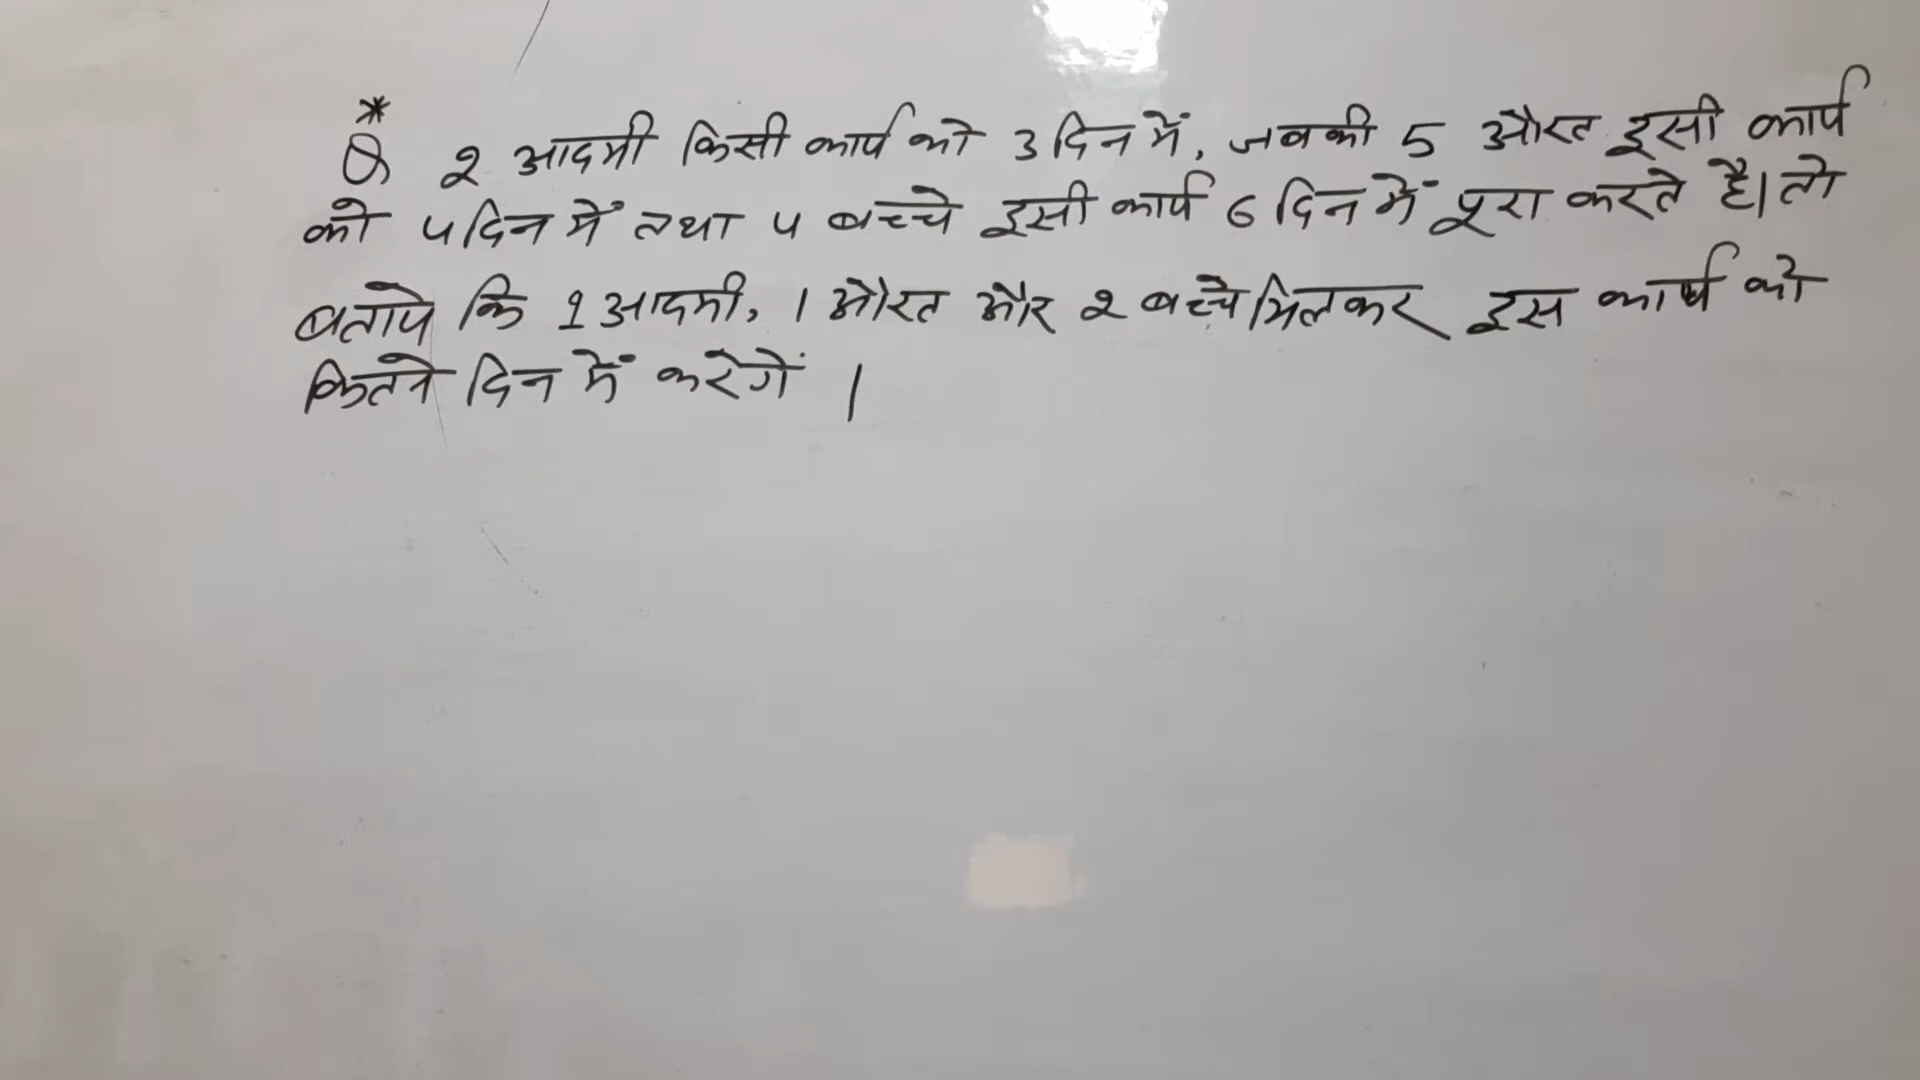 *
Q 2 आदमी किसी कार्य को 3 दिन में, जबकी 5 औरत इसी कार्य
को 4 दिन में तथा 4 बच्चे इसी कार्य 6 दिन में पूरा करते है। तो
बताये कि 1 आदमी, 1 औरत और 2 बच्चे मिलकर इस कार्य को
कितने दिन में करेगें ।